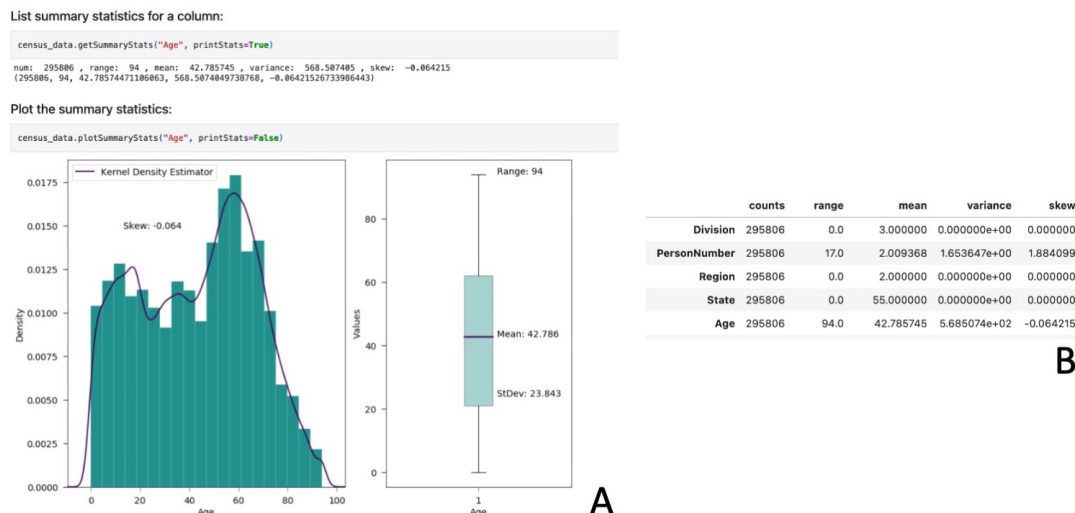 List summary statistics for a column:
census_data.getSummaryStats("Age", printStats=True)
num:  295806 , range:  94 , mean:  42.785745 , variance:  568.507405 , skew:  -0.064215
(295806, 94, 42.78574471106063, 568.5074049738768, -0.06421526733986443)
Plot the summary statistics:
census_data.plotSummaryStats("Age", printStats=False)
Kernel Density Estimator
Skew: -0.064
0.0175
0.0150
0.0125
0.0100
0.0075
0.0050
0.0025
0.0000
Density
0 20 40 60 80 100
Age
Range: 94
Mean: 42.786
StDev: 23.843
80
60
40
20
0
Values
1
Age
A
counts range mean variance skew
Division 295806 0.0 3.000000 0.000000e+00 0.000000
PersonNumber 295806 17.0 2.009368 1.653647e+00 1.884099
Region 295806 0.0 2.000000 0.000000e+00 0.000000
State 295806 0.0 55.000000 0.000000e+00 0.000000
Age 295806 94.0 42.785745 5.685074e+02 -0.064215
B